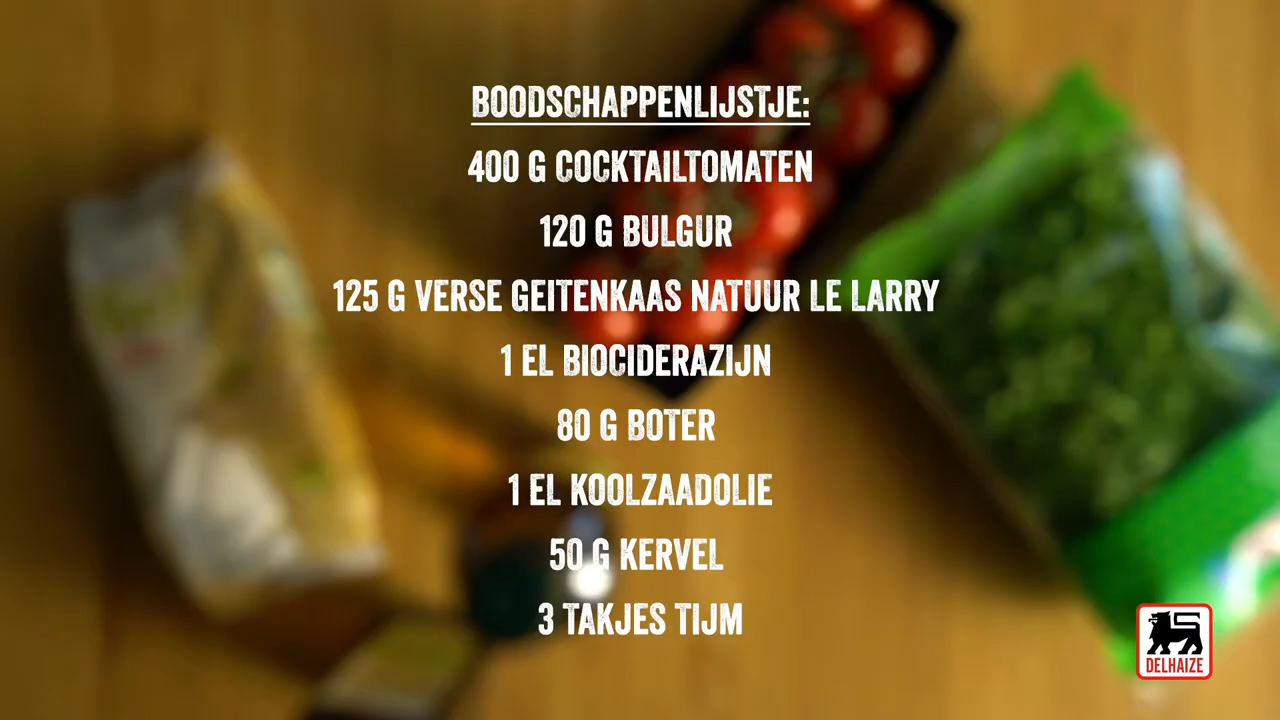 BOODSCHAPPENLIJSTJE:
400 G COCKTAILTOMATEN
120 G BULGUR
125 G VERSE GEITENKAAS NATUUR LE LARRY
1 EL BIOCIDERAZIJN
80 G BOTER
1 EL KOOLZAADOLIE
50 G KERVEL
3 TAKJES TIJM
DELHAIZE